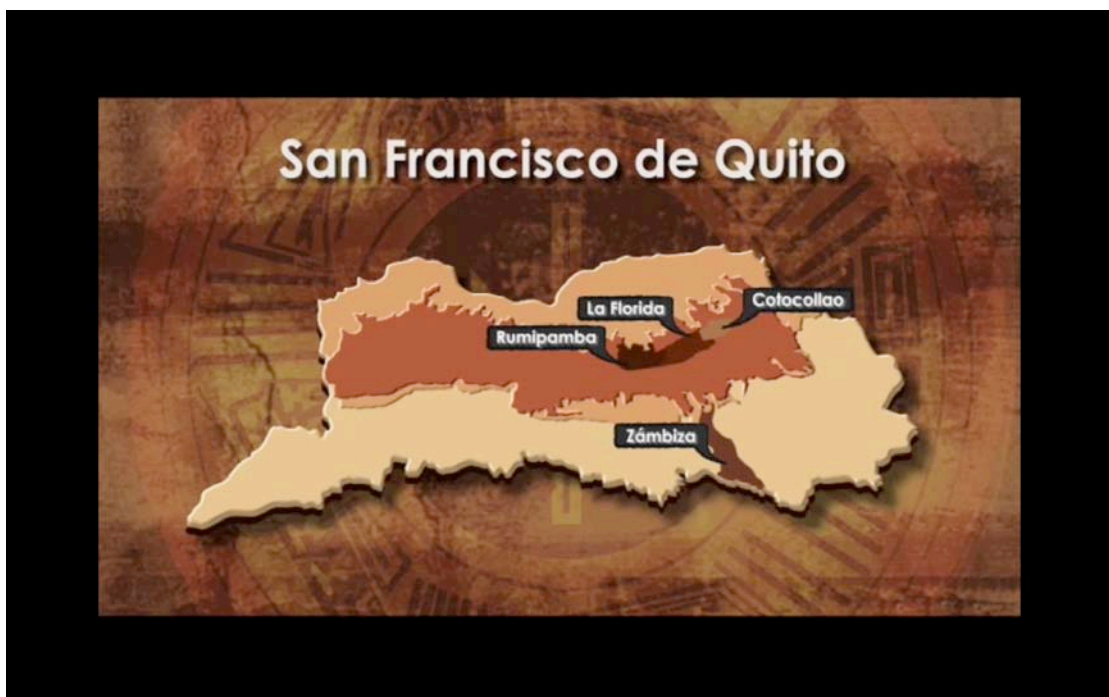 San Francisco de Quito
Cotocollao
La Florida
Rumipamba
Zámbiza